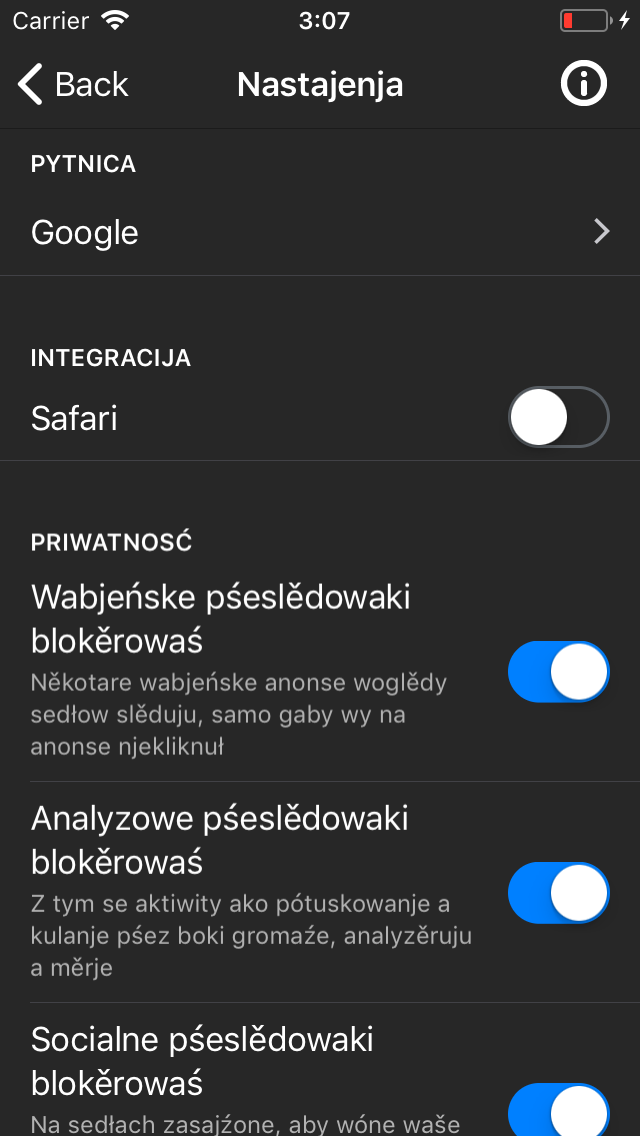 Carrier 3:07
Back Nastajenja
PYTNICA
Google
INTEGRACIJA
Safari
PRIWATNOSĆ
Wabjeńske pśeslědowaki
blokěrowaś
Někotare wabjeńske anonse woglědy
sedłow slěduju, samo gaby wy na
anonse njekliknuł
Analyzowe pśeslědowaki
blokěrowaś
Z tym se aktiwity ako pótuskowanje a
kulanje pśez boki gromaźe, analyzěruju
a měrje
Socialne pśeslědowaki
blokěrowaś
Na sedłach zasajźone, aby wóne waše